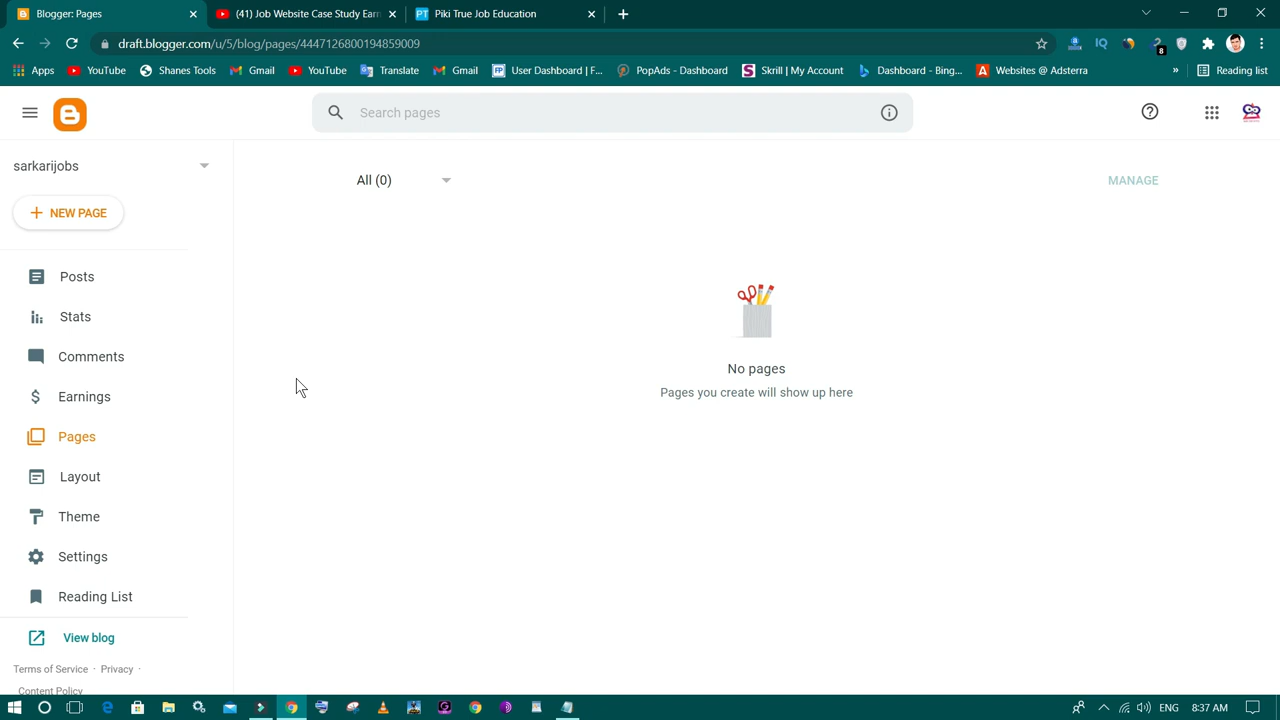 Blogger: Pages
(41) Job Website Case Study Earn
PT Piki True Job Education
draft.blogger.com/u/5/blog/pages/4447126800194859009
IQ
8
Apps
YouTube
Shanes Tools
Gmail
YouTube
Translate
Gmail
FP User Dashboard | F...
PopAds - Dashboard
S Skrill | My Account
Dashboard - Bing...
A Websites @ Adsterra
»
Reading list
Search pages
sarkarijobs
All (0)
MANAGE
+ NEW PAGE
Posts
Stats
Comments
Earnings
Pages
Layout
Theme
Settings
Reading List
View blog
Terms of Service · Privacy ·
Content Policy
No pages
Pages you create will show up here
ENG
8:37 AM